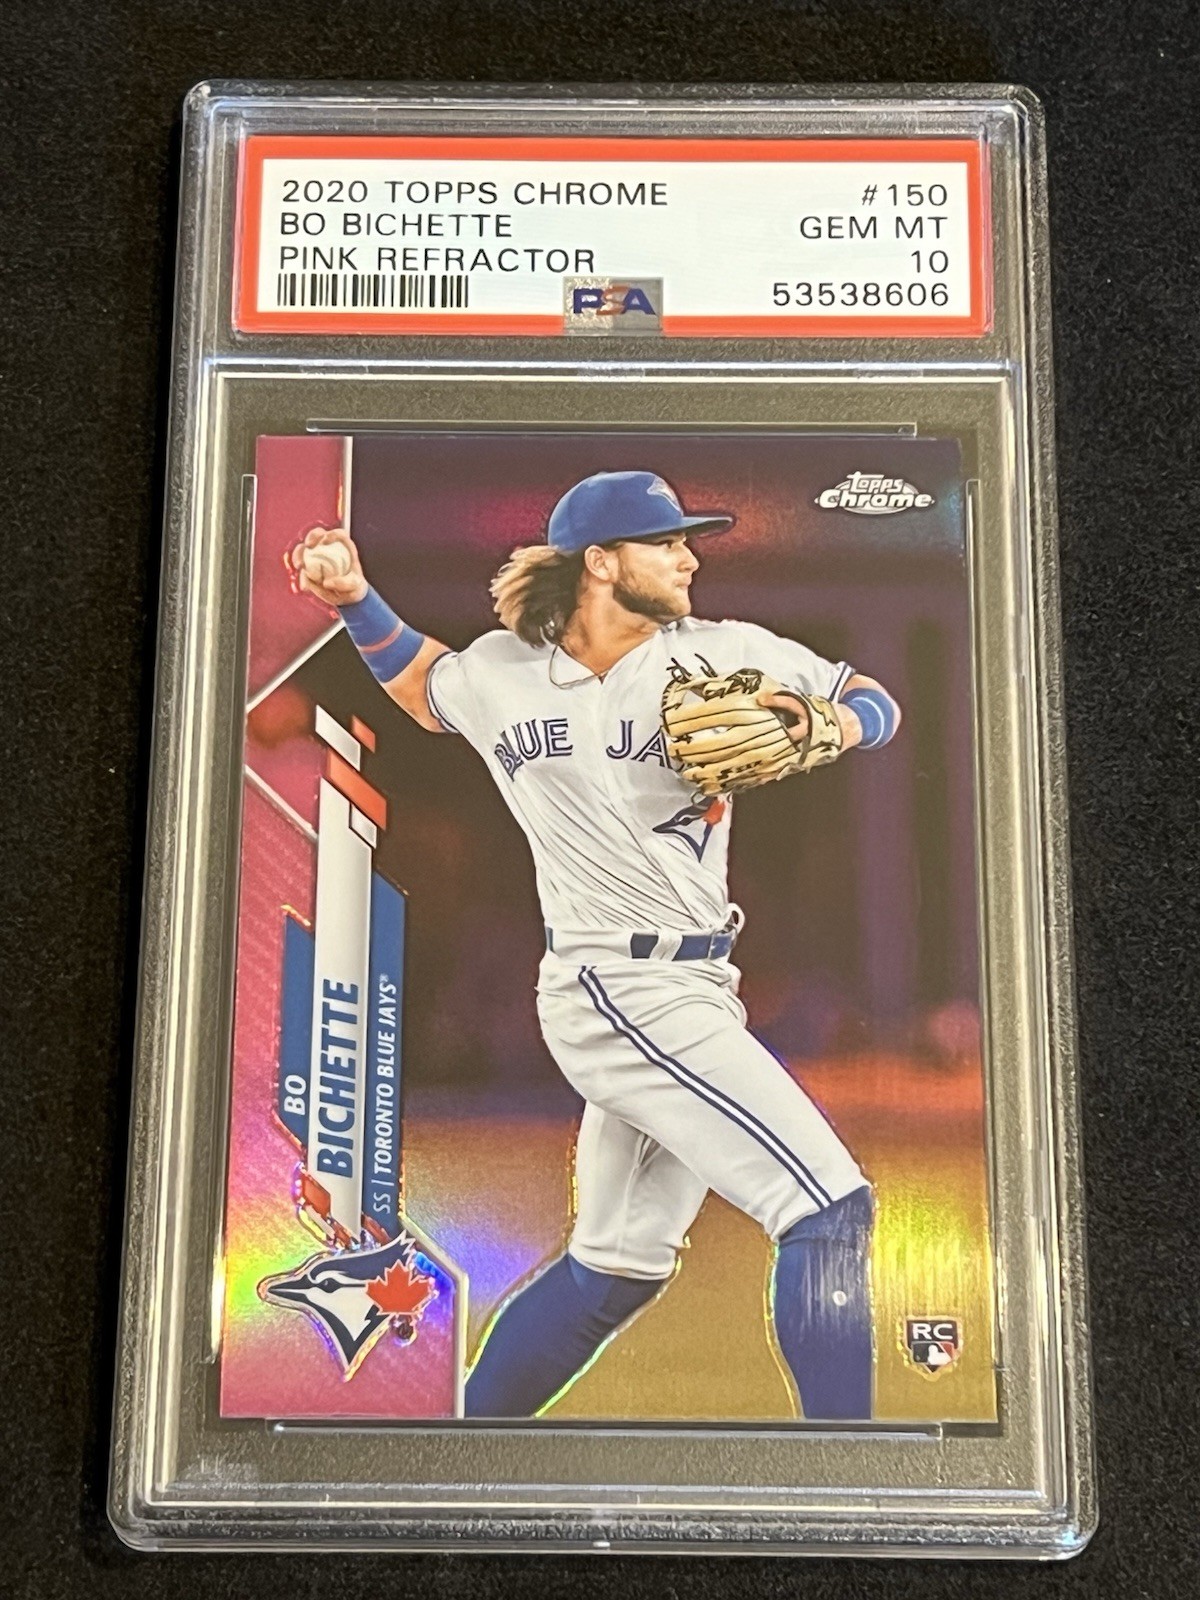 2020 TOPPS CHROME #150
BO BICHETTE GEM MT
PINK REFRACTOR 10
PSA 53538606
Topps
Chrome
BLUE JA
BO
BICHETTE
SS | TORONTO BLUE JAYS®
RC